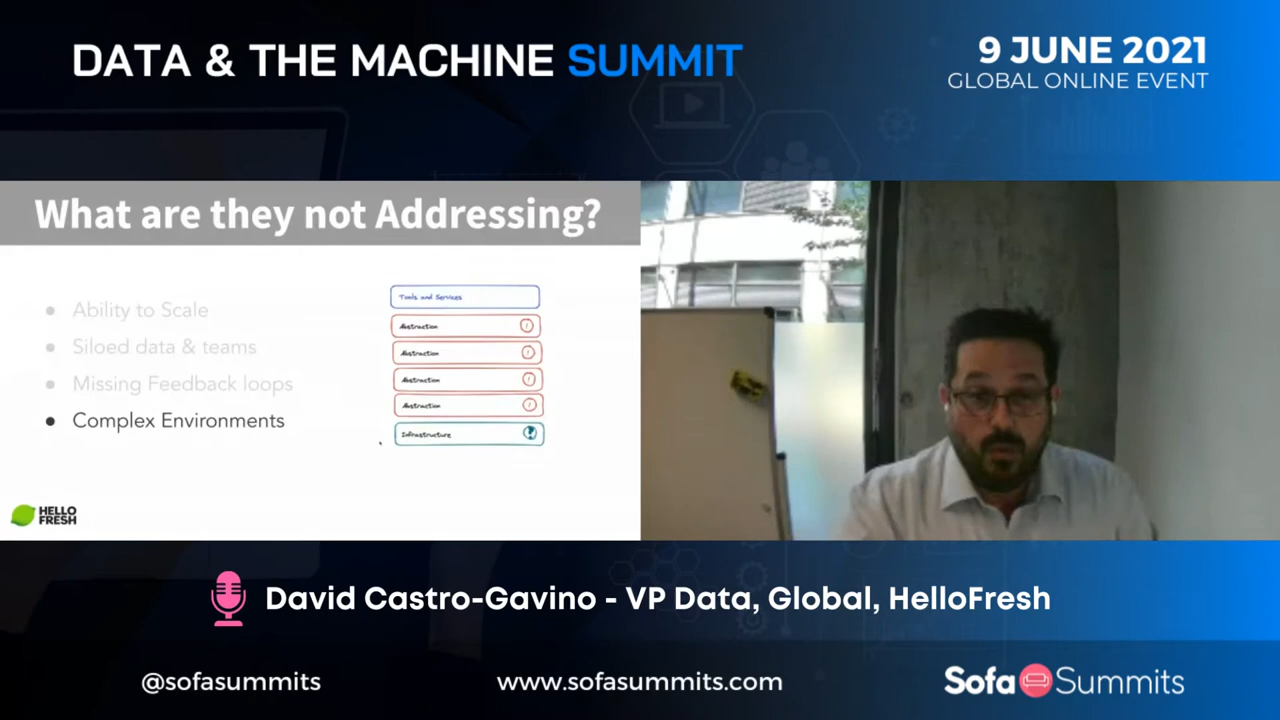 DATA & THE MACHINE SUMMIT
9 JUNE 2021
GLOBAL ONLINE EVENT
What are they not Addressing?
Ability to Scale
Siloed data & teams
Missing Feedback loops
Complex Environments
Tools and Services
Abstraction !
Abstraction !
Abstraction !
Abstraction !
Infrastructure
HELLO
FRESH
David Castro-Gavino - VP Data, Global, HelloFresh
@sofasummits
www.sofasummits.com
Sofa Summits